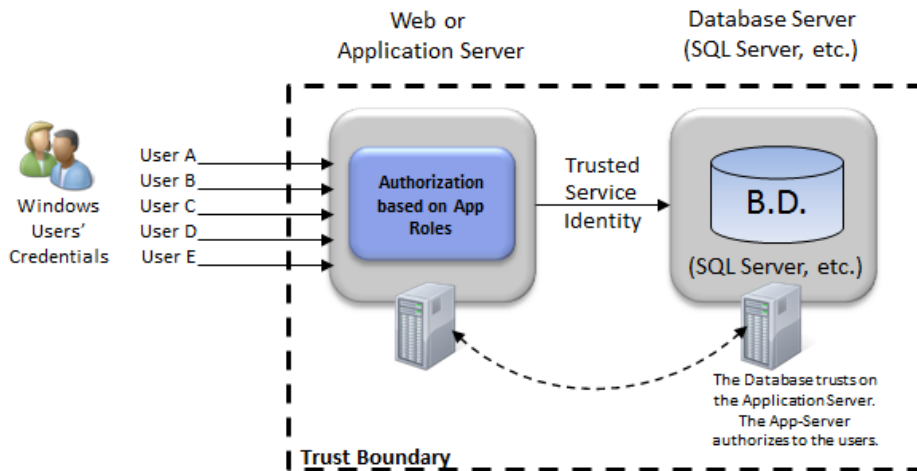 Web or
Application Server
Database Server
(SQL Server, etc.)
Windows
Users’
Credentials
User A
User B
User C
User D
User E
Authorization
based on App
Roles
Trusted
Service
Identity
B.D.
(SQL Server, etc.)
The Database trusts on
the Application Server.
The App-Server
authorizes to the users.
Trust Boundary